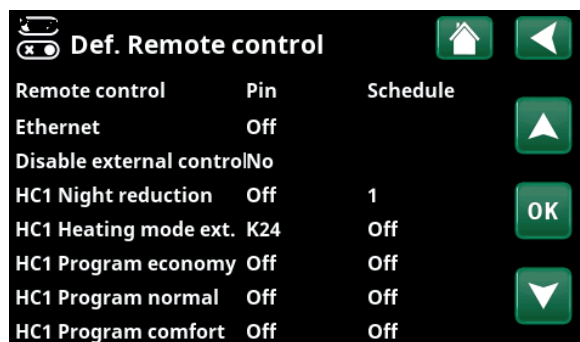 Def. Remote control
Remote control Pin Schedule
Ethernet Off
Disable external control No
HC1 Night reduction Off 1
HC1 Heating mode ext. K24 Off
HC1 Program economy Off Off
HC1 Program normal Off Off
HC1 Program comfort Off Off
OK